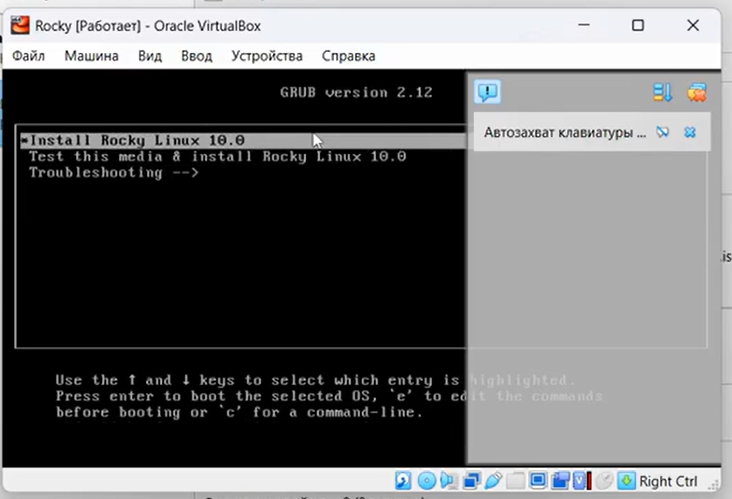 Rocky [Работает] - Oracle VirtualBox
Файл Машина Вид Ввод Устройства Справка
GRUB version 2.12
Автозахват клавиатуры ...
*Install Rocky Linux 10.0
Test this media & install Rocky Linux 10.0
Troubleshooting -->
Use the ↑ and ↓ keys to select which entry is highlighted.
Press enter to boot the selected OS, `e' to edit the commands
before booting or `c' for a command-line.
Right Ctrl